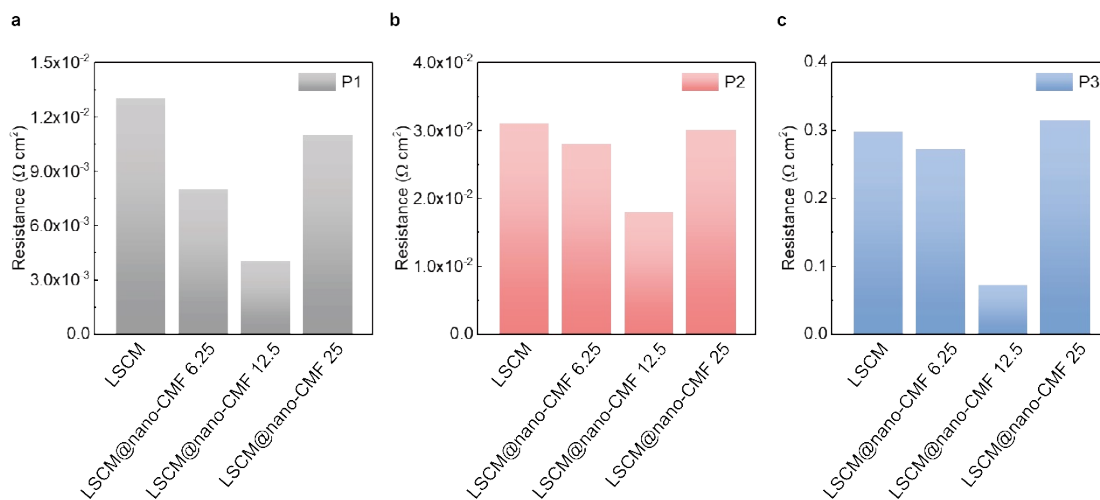 a
1.5x10⁻²
1.2x10⁻²
9.0x10⁻³
6.0x10⁻³
3.0x10⁻³
0.0
Resistance (Ω cm²)
P1
LSCM
LSCM@nano-CMF 6.25
LSCM@nano-CMF 12.5
LSCM@nano-CMF 25
b
4.0x10⁻²
3.0x10⁻²
2.0x10⁻²
1.0x10⁻²
0.0
Resistance (Ω cm²)
P2
LSCM
LSCM@nano-CMF 6.25
LSCM@nano-CMF 12.5
LSCM@nano-CMF 25
c
0.4
0.3
0.2
0.1
0.0
Resistance (Ω cm²)
P3
LSCM
LSCM@nano-CMF 6.25
LSCM@nano-CMF 12.5
LSCM@nano-CMF 25